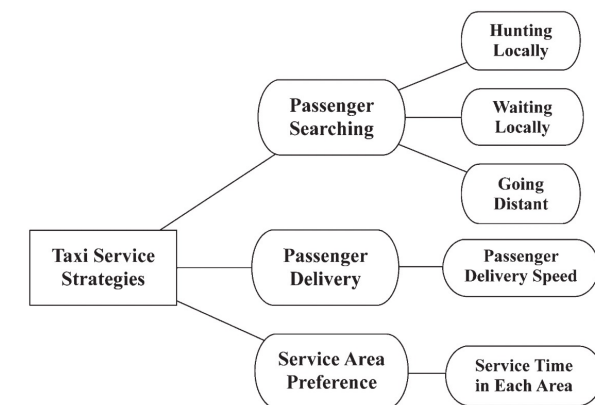 Hunting
Locally
Passenger
Searching
Waiting
Locally
Going
Distant
Taxi Service
Strategies
Passenger
Delivery
Passenger
Delivery Speed
Service Area
Preference
Service Time
in Each Area